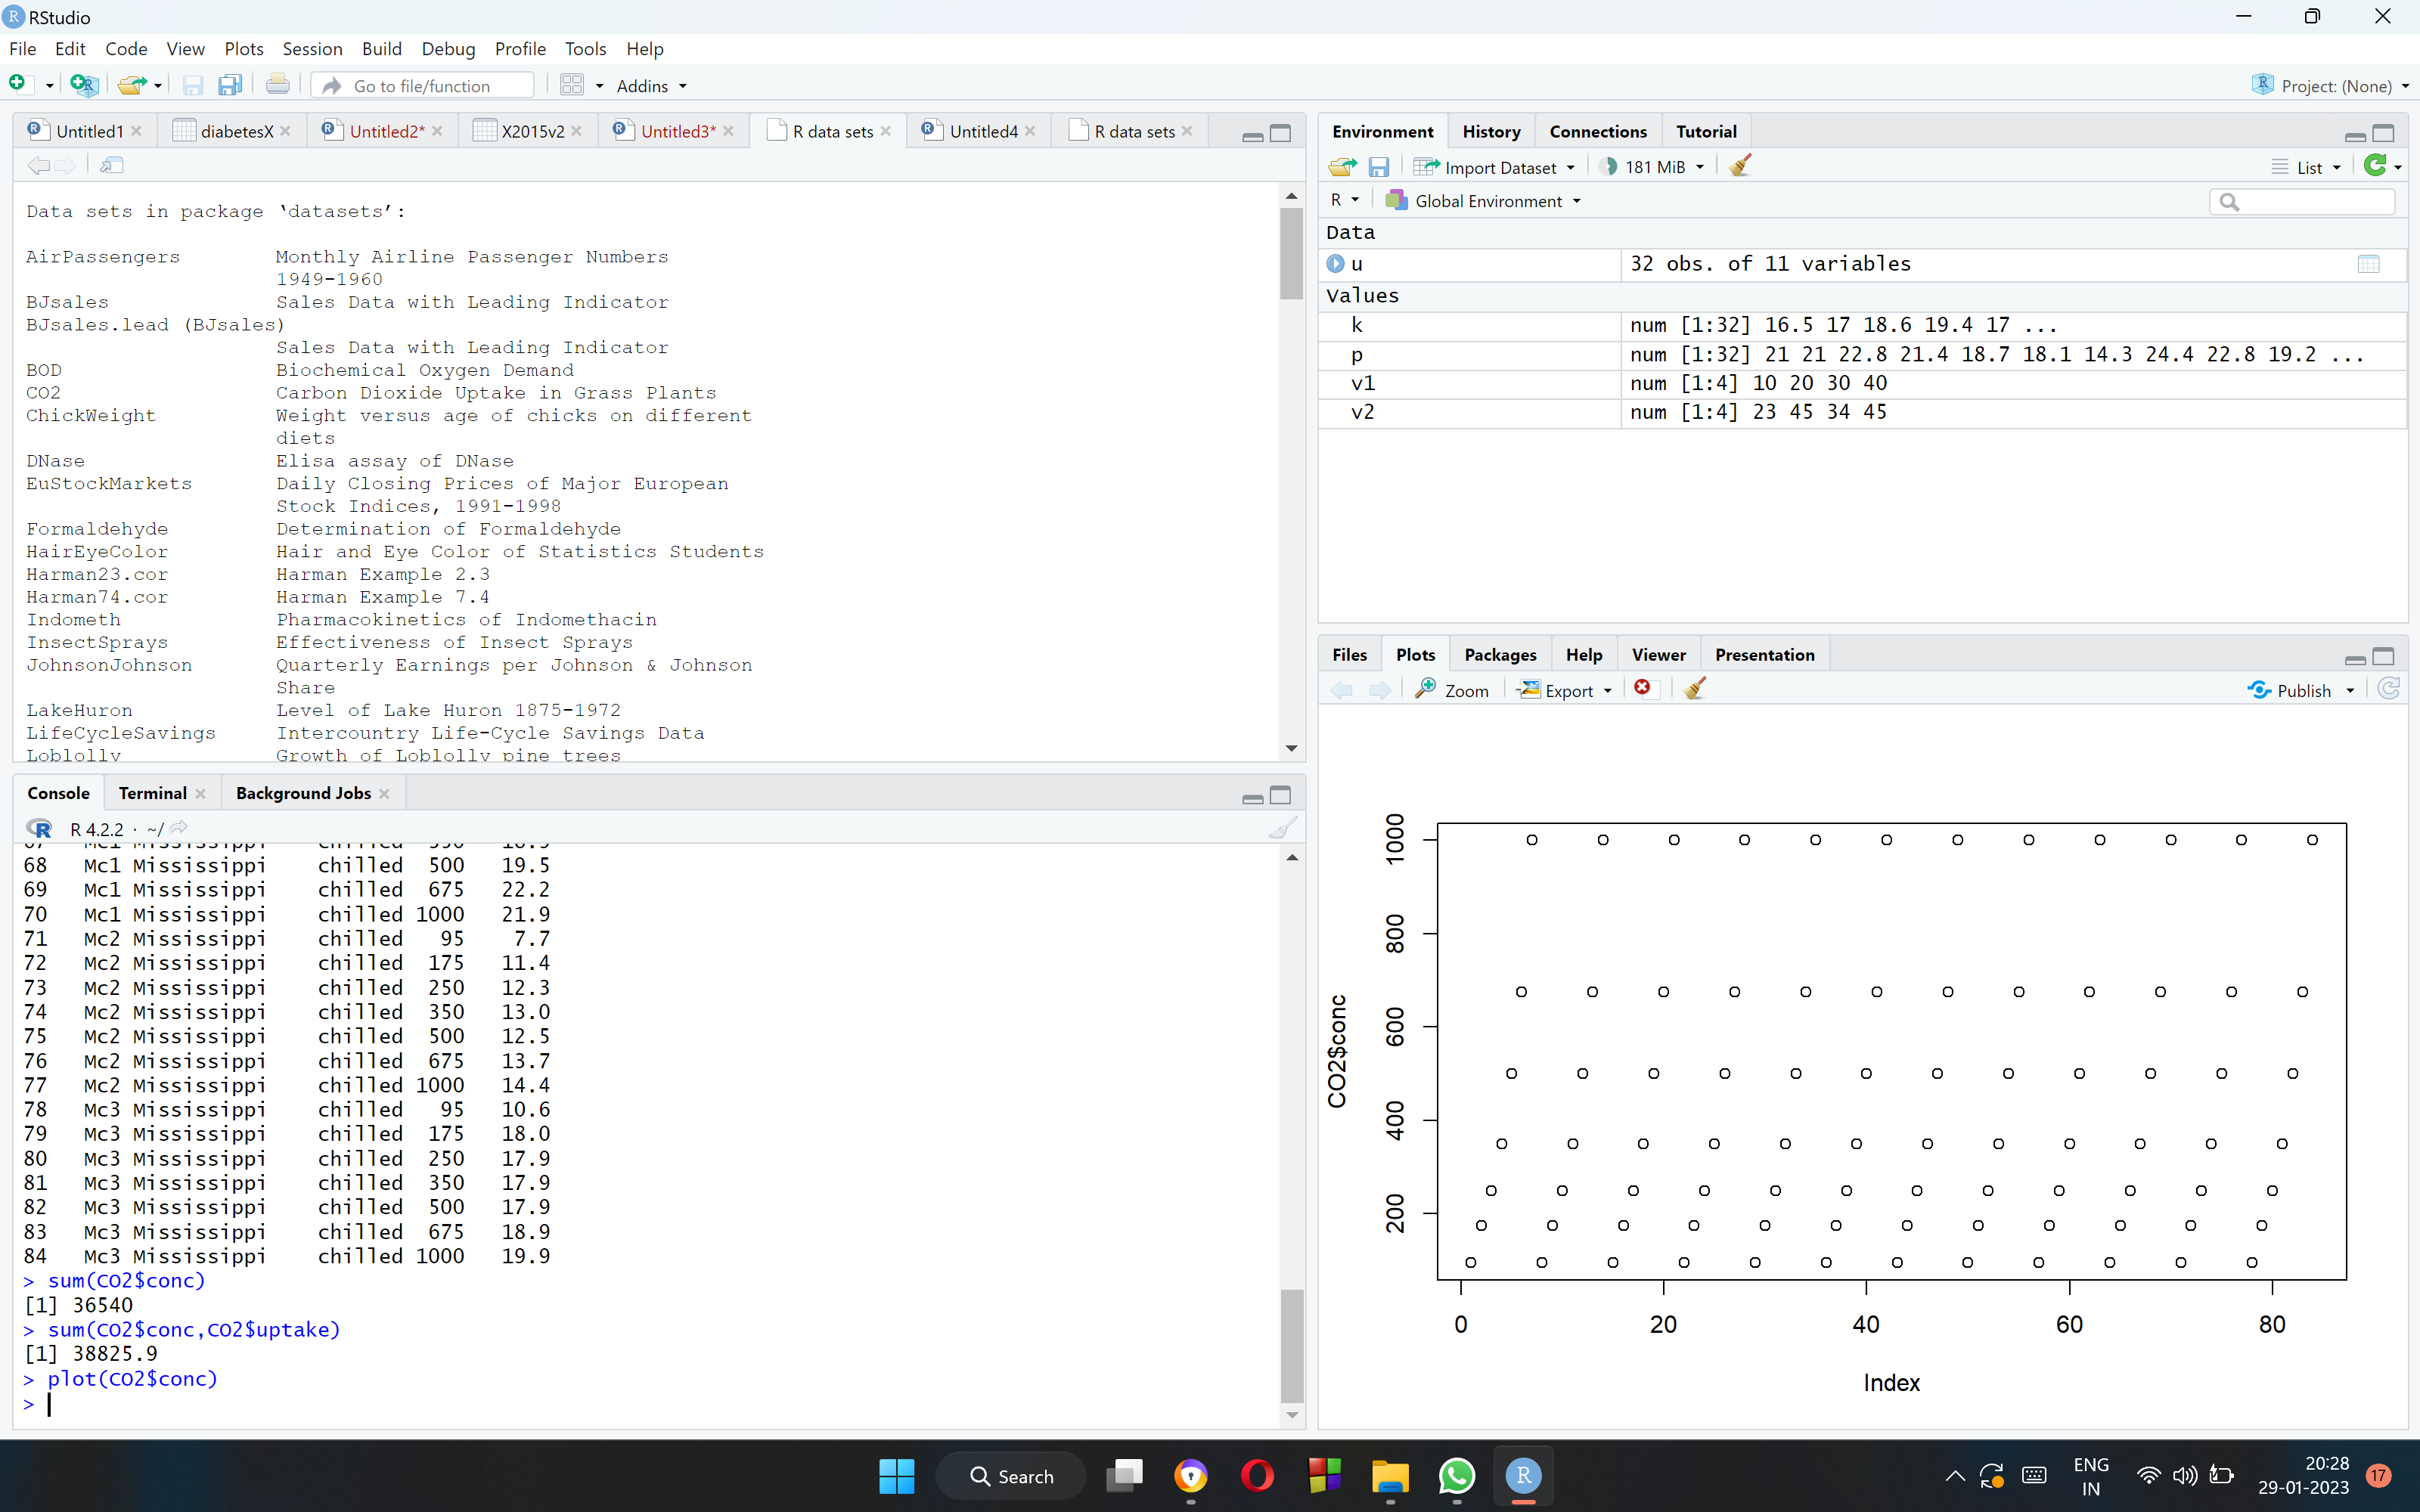 RStudio
File Edit Code View Plots Session Build Debug Profile Tools Help
Go to file/function Addins Project: (None)
Untitled1 diabetesX Untitled2* X2015v2 Untitled3* R data sets Untitled4 R data sets
Data sets in package ‘datasets’:
AirPassengers Monthly Airline Passenger Numbers
1949-1960
BJsales Sales Data with Leading Indicator
BJsales.lead (BJsales)
Sales Data with Leading Indicator
BOD Biochemical Oxygen Demand
CO2 Carbon Dioxide Uptake in Grass Plants
ChickWeight Weight versus age of chicks on different
diets
DNase Elisa assay of DNase
EuStockMarkets Daily Closing Prices of Major European
Stock Indices, 1991-1998
Formaldehyde Determination of Formaldehyde
HairEyeColor Hair and Eye Color of Statistics Students
Harman23.cor Harman Example 2.3
Harman74.cor Harman Example 7.4
Indometh Pharmacokinetics of Indomethacin
InsectSprays Effectiveness of Insect Sprays
JohnsonJohnson Quarterly Earnings per Johnson & Johnson
Share
LakeHuron Level of Lake Huron 1875-1972
LifeCycleSavings Intercountry Life-Cycle Savings Data
Loblolly Growth of Loblolly pine trees
Console Terminal Background Jobs
R 4.2.2 · ~/
68 Mc1 Mississippi chilled 500 19.5
69 Mc1 Mississippi chilled 675 22.2
70 Mc1 Mississippi chilled 1000 21.9
71 Mc2 Mississippi chilled 95 7.7
72 Mc2 Mississippi chilled 175 11.4
73 Mc2 Mississippi chilled 250 12.3
74 Mc2 Mississippi chilled 350 13.0
75 Mc2 Mississippi chilled 500 12.5
76 Mc2 Mississippi chilled 675 13.7
77 Mc2 Mississippi chilled 1000 14.4
78 Mc3 Mississippi chilled 95 10.6
79 Mc3 Mississippi chilled 175 18.0
80 Mc3 Mississippi chilled 250 17.9
81 Mc3 Mississippi chilled 350 17.9
82 Mc3 Mississippi chilled 500 17.9
83 Mc3 Mississippi chilled 675 18.9
84 Mc3 Mississippi chilled 1000 19.9
> sum(CO2$conc)
[1] 36540
> sum(CO2$conc,CO2$uptake)
[1] 38825.9
> plot(CO2$conc)
>
Environment History Connections Tutorial
Import Dataset 181 MiB List
R Global Environment
Data
u 32 obs. of 11 variables
Values
k num [1:32] 16.5 17 18.6 19.4 17 ...
p num [1:32] 21 21 22.8 21.4 18.7 18.1 14.3 24.4 22.8 19.2 ...
v1 num [1:4] 10 20 30 40
v2 num [1:4] 23 45 34 45
Files Plots Packages Help Viewer Presentation
Zoom Export Publish
CO2$conc
1000
800
600
400
200
0 20 40 60 80
Index
Search
ENG
IN
20:28
29-01-2023
17